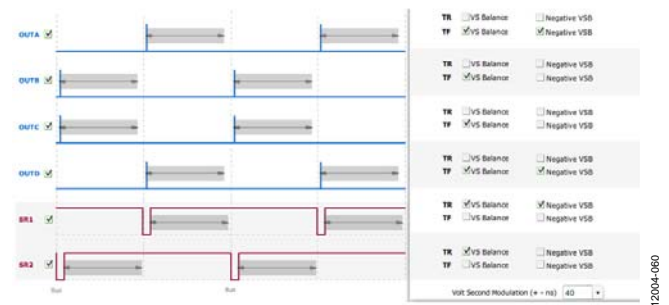 OUTA TR VS Balance Negative VSB
TF VS Balance Negative VSB
OUTB TR VS Balance Negative VSB
TF VS Balance Negative VSB
OUTC TR VS Balance Negative VSB
TF VS Balance Negative VSB
OUTD TR VS Balance Negative VSB
TF VS Balance Negative VSB
SR1 TR VS Balance Negative VSB
TF VS Balance Negative VSB
SR2 TR VS Balance Negative VSB
TF VS Balance Negative VSB
Volt Second Modulation (+ - ns) 40
12004-060